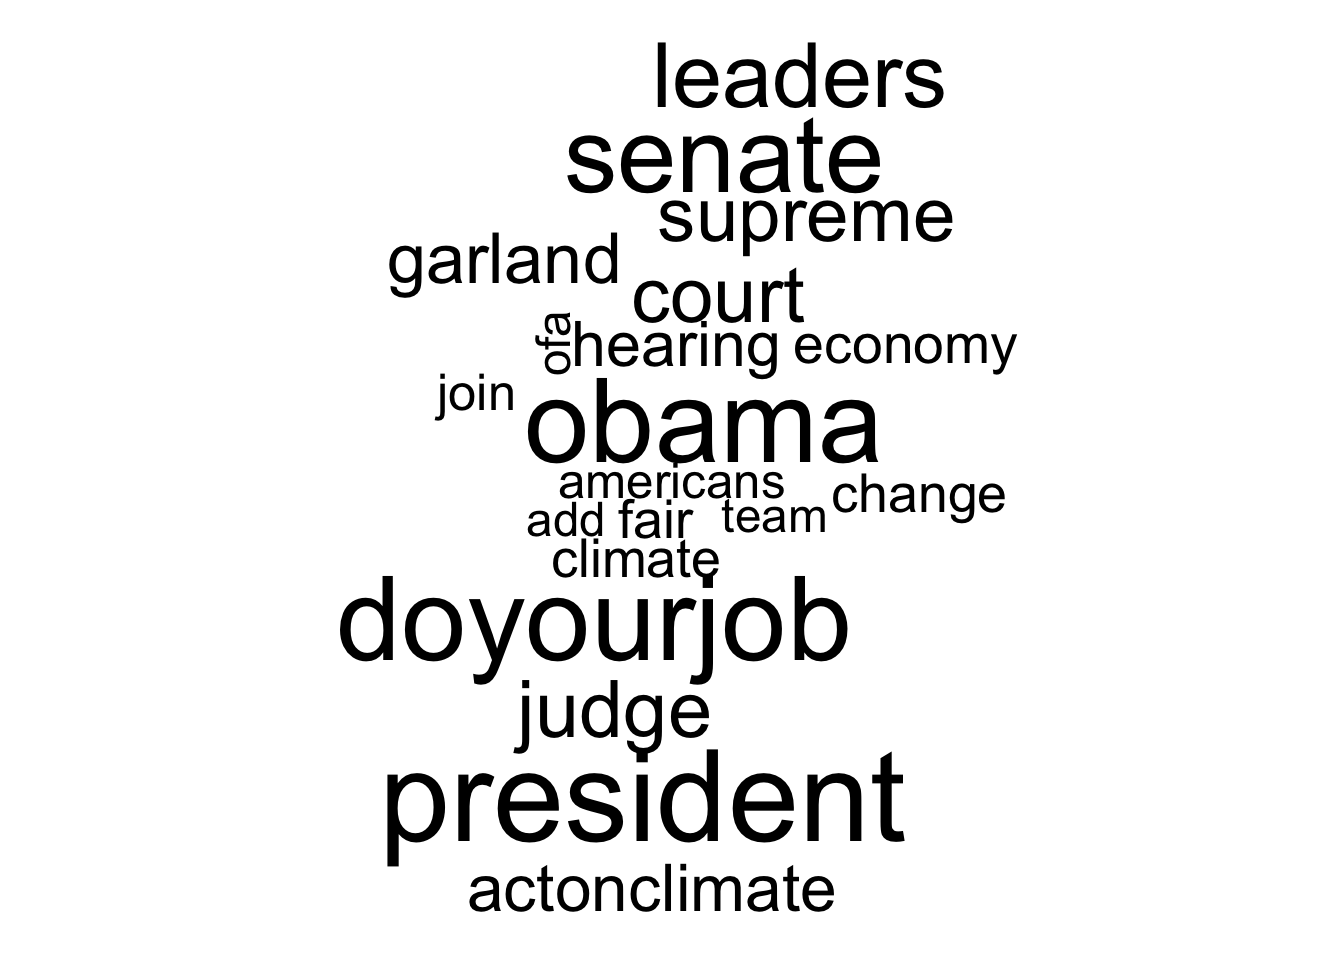 leaders
senate
supreme
garland
court
ofa
hearing economy
join
obama
americans
change
add fair team
climate
doyourjob
judge
president
actonclimate